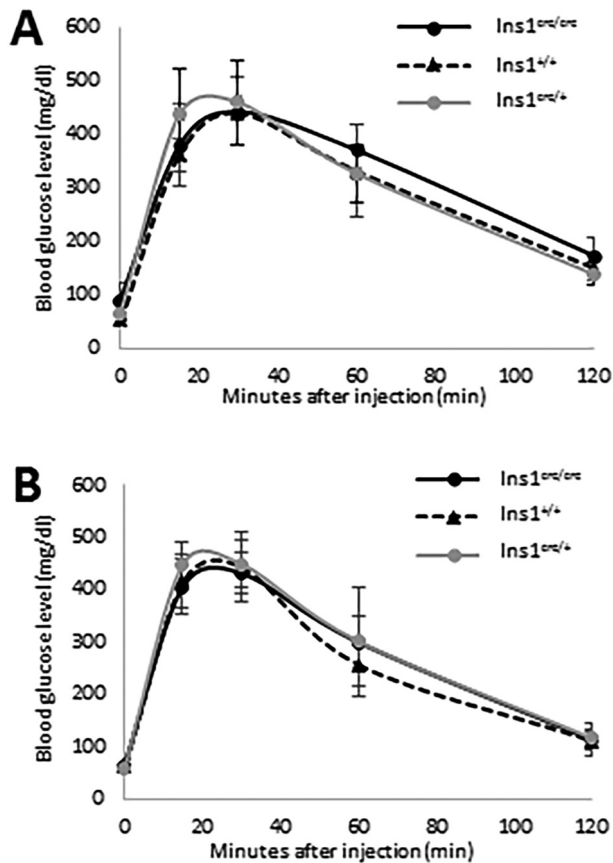 A
600
500
400
300
200
100
0
Blood glucose level (mg/dl)
Ins1cre/cre
Ins1+/+
Ins1cre/+
0 20 40 60 80 100 120
Minutes after injection (min)
B
600
500
400
300
200
100
0
Blood glucose level (mg/dl)
Ins1cre/cre
Ins1+/+
Ins1cre/+
0 20 40 60 80 100 120
Minutes after injection (min)